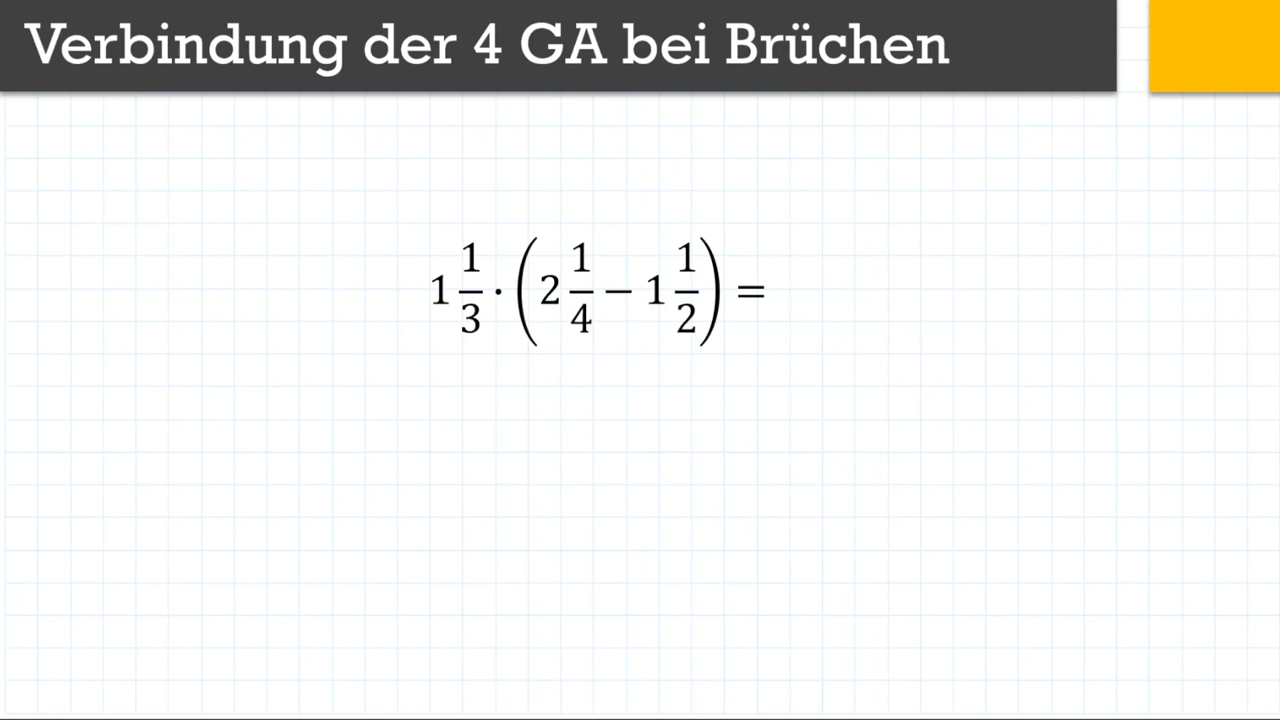 Verbindung der 4 GA bei Brüchen
1 1/3 · (2 1/4 − 1 1/2) =